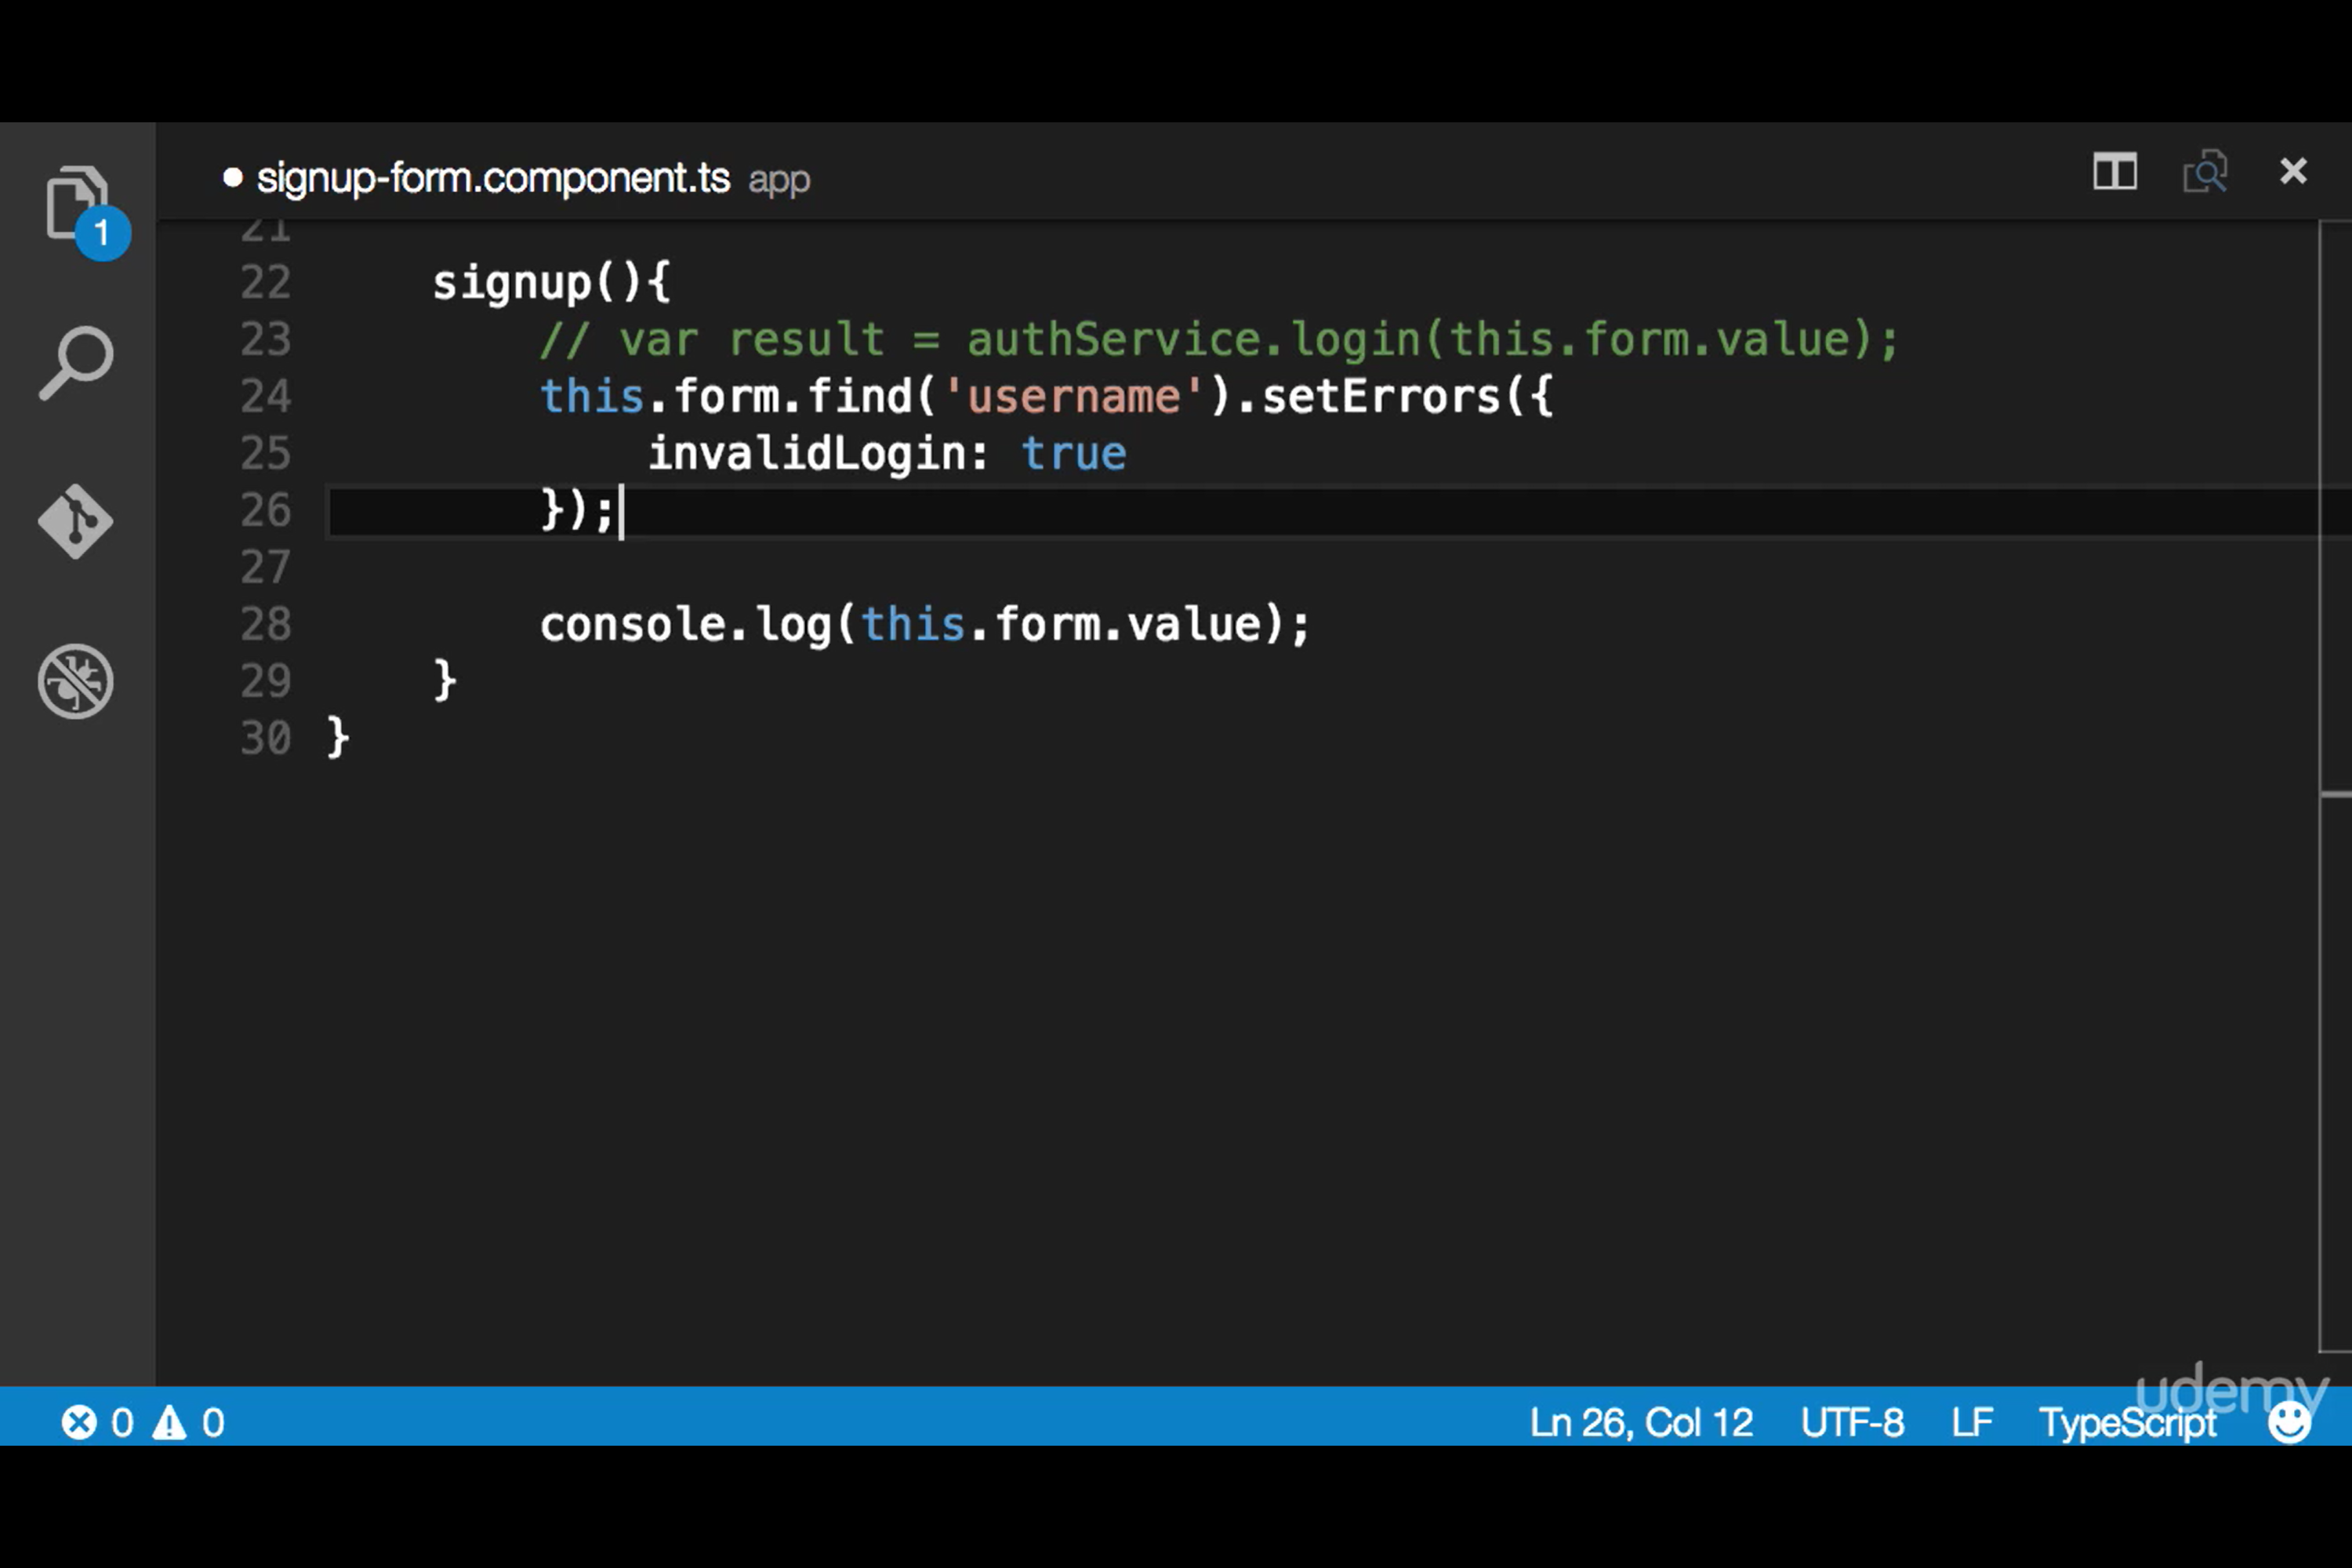 signup-form.component.ts app
1
21
22 signup(){
23 // var result = authService.login(this.form.value);
24 this.form.find('username').setErrors({
25 invalidLogin: true
26 });
27
28 console.log(this.form.value);
29 }
30 }
udemy
0 0 Ln 26, Col 12 UTF-8 LF TypeScript